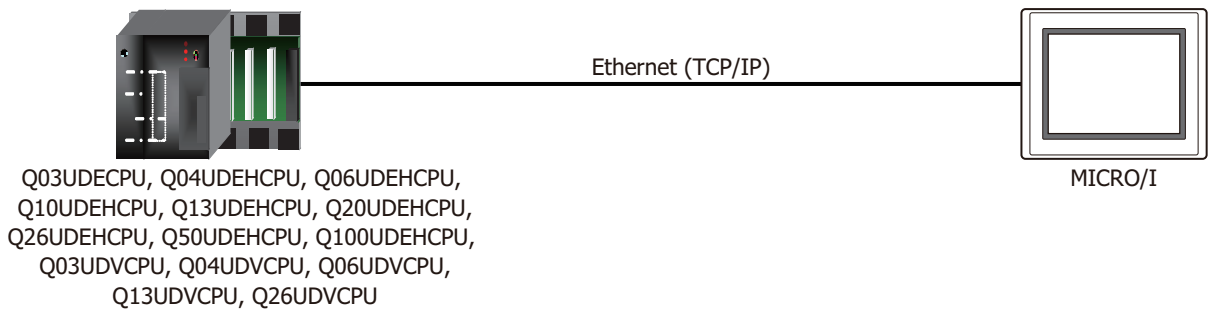 Ethernet (TCP/IP)
Q03UDECPU, Q04UDEHCPU, Q06UDEHCPU,
Q10UDEHCPU, Q13UDEHCPU, Q20UDEHCPU,
Q26UDEHCPU, Q50UDEHCPU, Q100UDEHCPU,
Q03UDVCPU, Q04UDVCPU, Q06UDVCPU,
Q13UDVCPU, Q26UDVCPU
MICRO/I